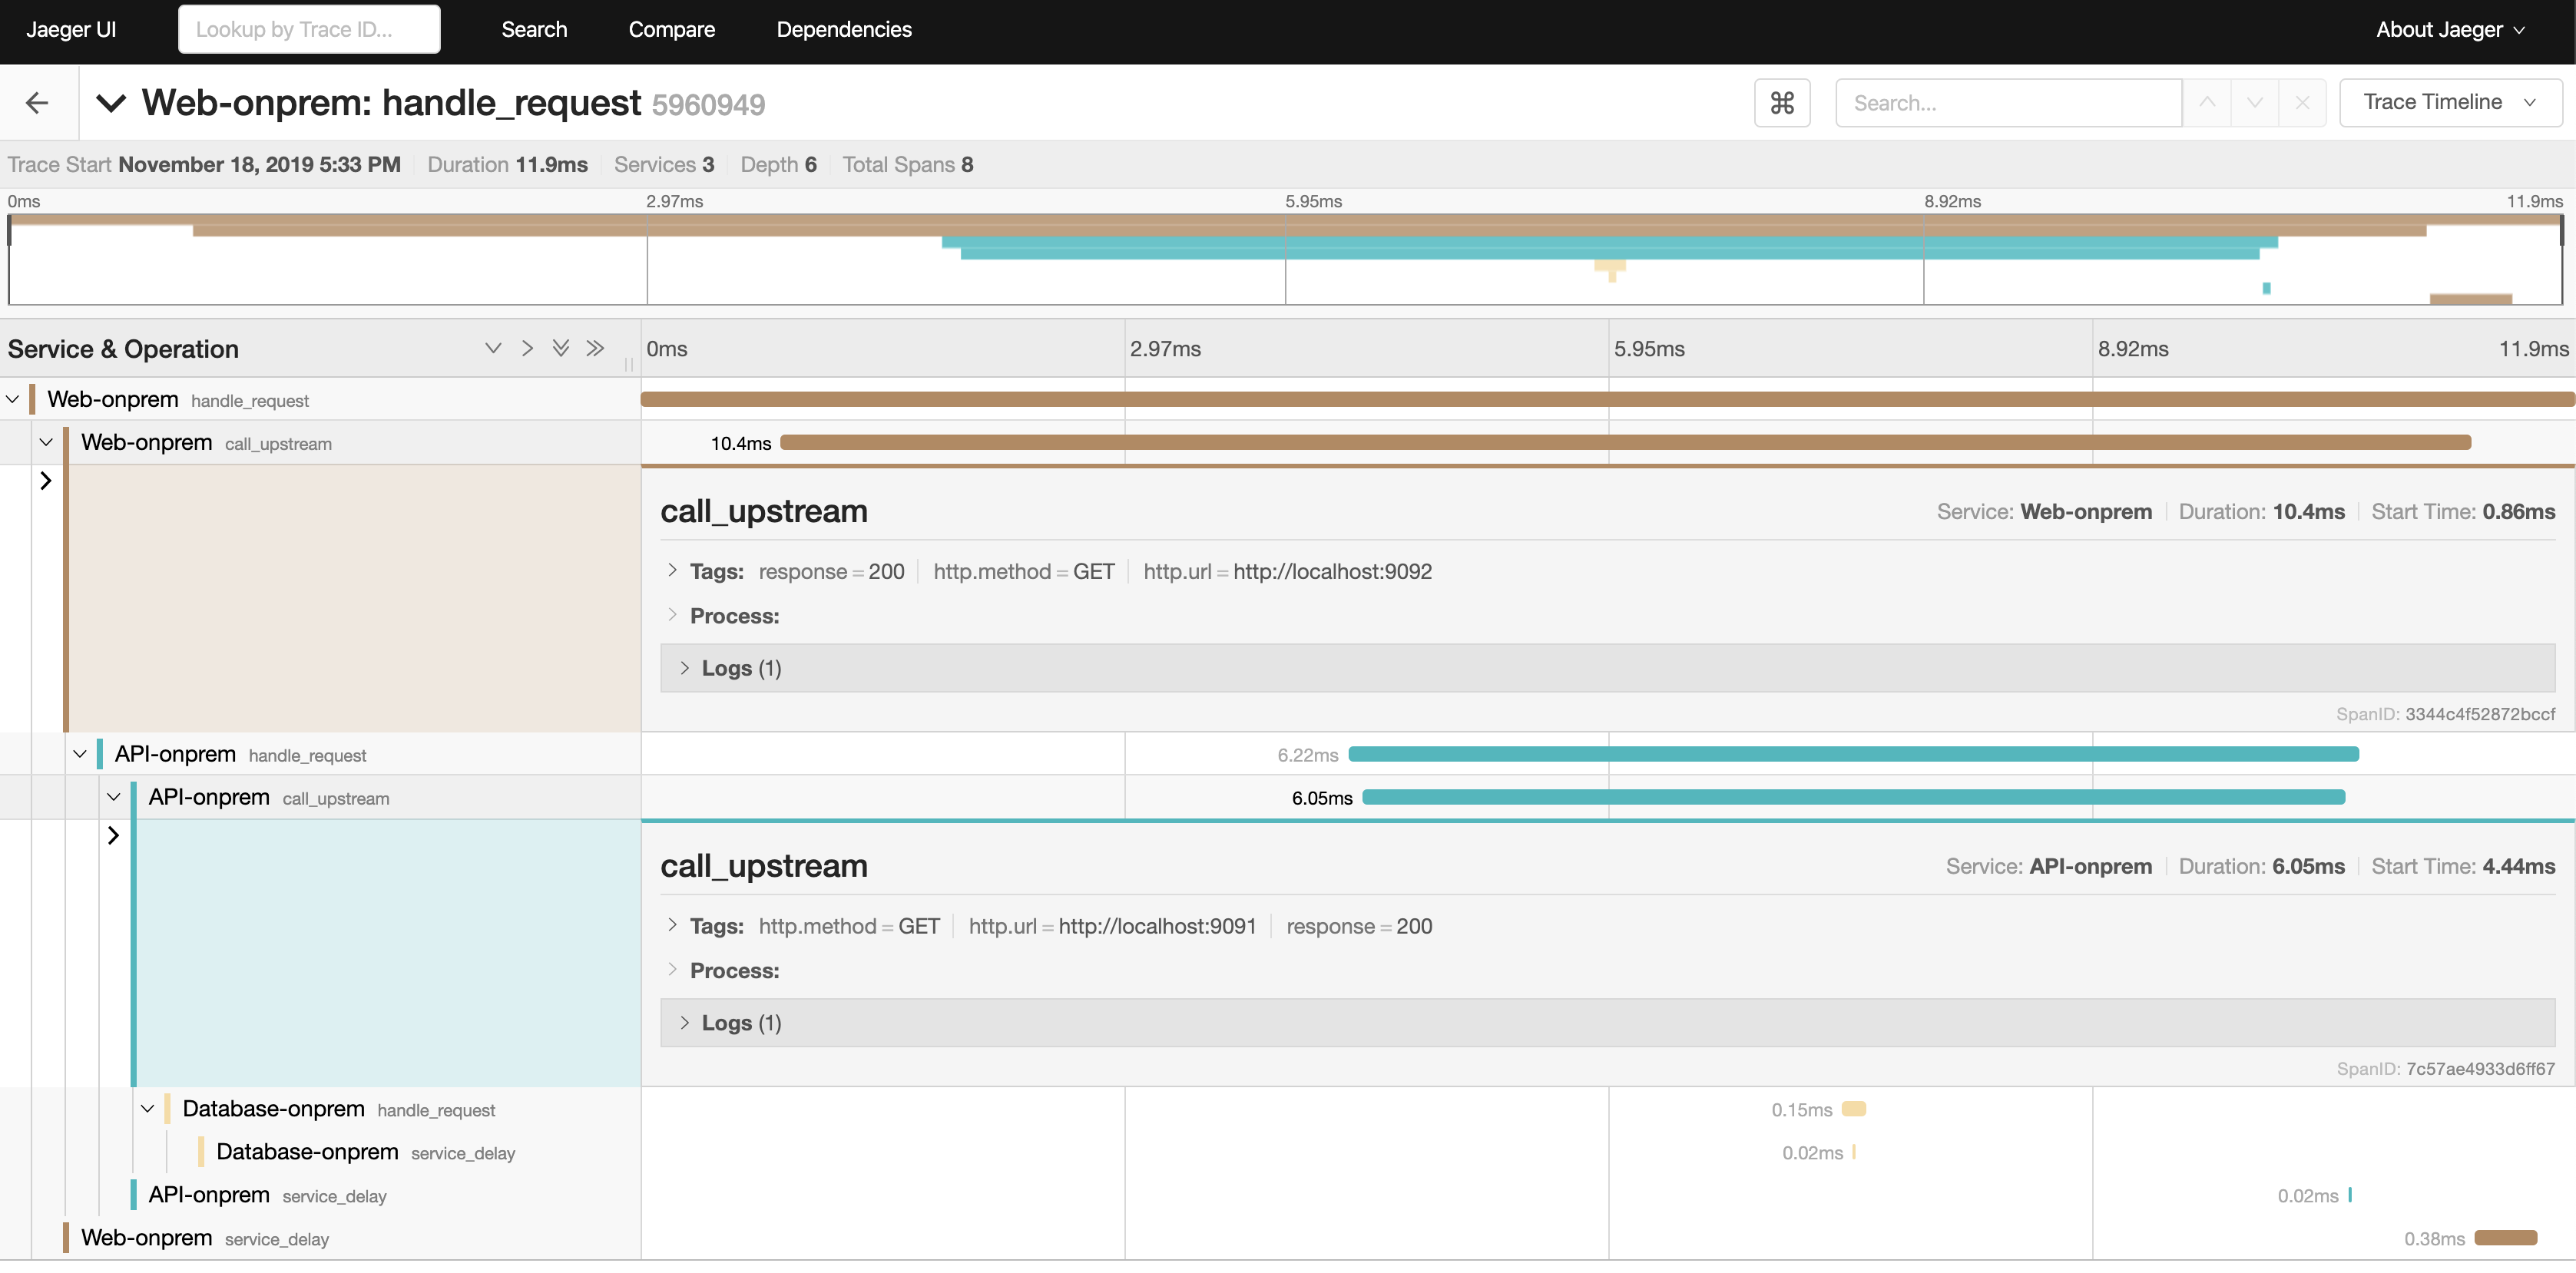 Jaeger UI Lookup by Trace ID... Search Compare Dependencies About Jaeger
Web-onprem: handle_request 5960949 ⌘ Search... Trace Timeline
Trace Start November 18, 2019 5:33 PM Duration 11.9ms Services 3 Depth 6 Total Spans 8
0ms 2.97ms 5.95ms 8.92ms 11.9ms
Service & Operation 0ms 2.97ms 5.95ms 8.92ms 11.9ms
Web-onprem handle_request
Web-onprem call_upstream 10.4ms
call_upstream Service: Web-onprem Duration: 10.4ms Start Time: 0.86ms
Tags: response = 200 http.method = GET http.url = http://localhost:9092
Process:
Logs (1)
SpanID: 3344c4f52872bccf
API-onprem handle_request 6.22ms
API-onprem call_upstream 6.05ms
call_upstream Service: API-onprem Duration: 6.05ms Start Time: 4.44ms
Tags: http.method = GET http.url = http://localhost:9091 response = 200
Process:
Logs (1)
SpanID: 7c57ae4933d6ff67
Database-onprem handle_request 0.15ms
Database-onprem service_delay 0.02ms
API-onprem service_delay 0.02ms
Web-onprem service_delay 0.38ms